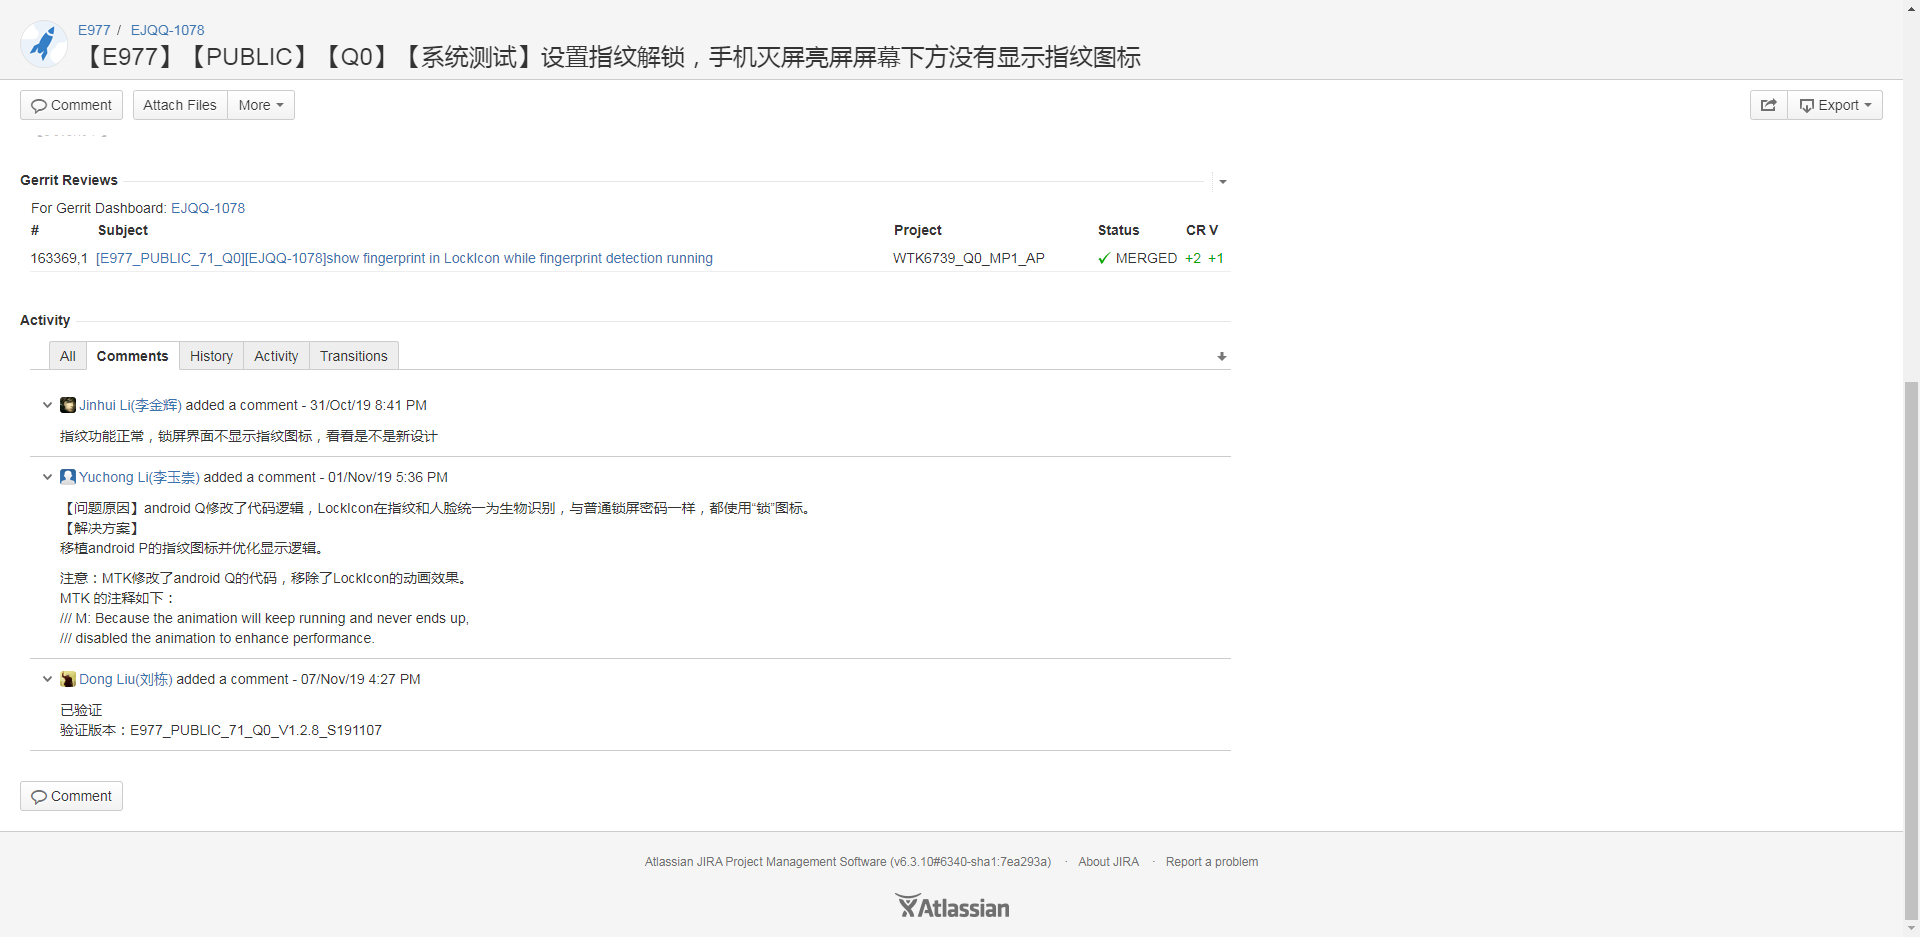 E977 / EJQQ-1078
【E977】【PUBLIC】【Q0】【系统测试】设置指纹解锁，手机灭屏亮屏屏幕下方没有显示指纹图标
Comment Attach Files More Export
Gerrit Reviews
For Gerrit Dashboard: EJQQ-1078
# Subject Project Status CR V
163369,1 [E977_PUBLIC_71_Q0][EJQQ-1078]show fingerprint in LockIcon while fingerprint detection running WTK6739_Q0_MP1_AP MERGED +2 +1
Activity
All Comments History Activity Transitions
Jinhui Li(李金辉) added a comment - 31/Oct/19 8:41 PM
指纹功能正常，锁屏界面不显示指纹图标，看看是不是新设计
Yuchong Li(李玉崇) added a comment - 01/Nov/19 5:36 PM
【问题原因】android Q修改了代码逻辑，LockIcon在指纹和人脸统一为生物识别，与普通锁屏密码一样，都使用“锁”图标。
【解决方案】
移植android P的指纹图标并优化显示逻辑。
注意：MTK修改了android Q的代码，移除了LockIcon的动画效果。
MTK 的注释如下：
/// M: Because the animation will keep running and never ends up,
/// disabled the animation to enhance performance.
Dong Liu(刘栋) added a comment - 07/Nov/19 4:27 PM
已验证
验证版本：E977_PUBLIC_71_Q0_V1.2.8_S191107
Comment
Atlassian JIRA Project Management Software (v6.3.10#6340-sha1:7ea293a) · About JIRA · Report a problem
Atlassian